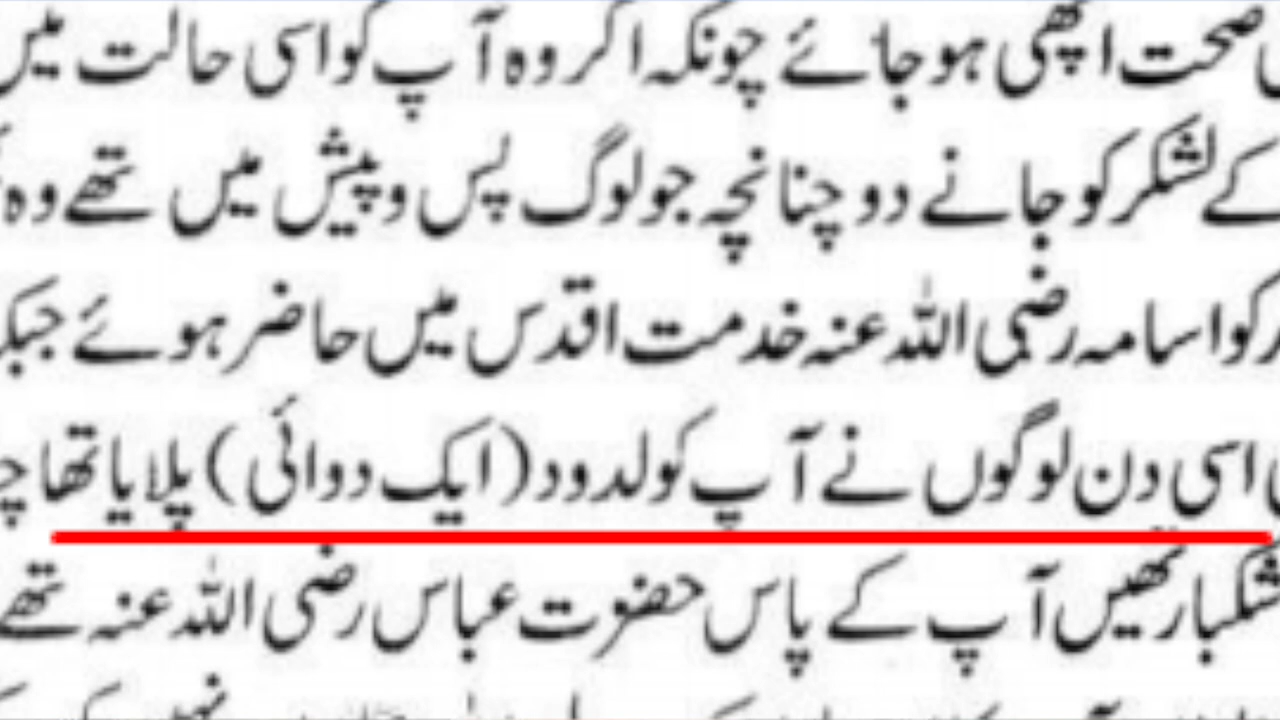 صحت اچھی ہو جائے چونکہ اگر وہ آپ کو اسی حالت میں
کے لشکر کو جانے دو چنانچہ جو لوگ پس و پیش میں تھے وہ
کو اسامہ رضی اللہ عنہ خدمت اقدس میں حاضر ہوئے جبکہ
اسی دن لوگوں نے آپ کو لدود (ایک دوائی) پلایا تھا
تھیں آپ کے پاس حضرت عباس رضی اللہ عنہ تھے